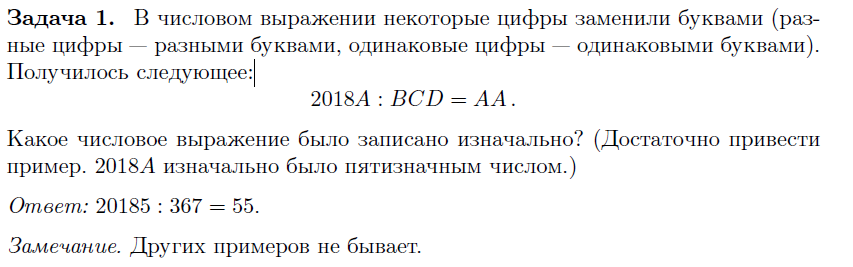 Задача 1. В числовом выражении некоторые цифры заменили буквами (раз-
ные цифры — разными буквами, одинаковые цифры — одинаковыми буквами).
Получилось следующее:
2018A : BCD = AA .
Какое числовое выражение было записано изначально? (Достаточно привести
пример. 2018A изначально было пятизначным числом.)
Ответ: 20185 : 367 = 55.
Замечание. Других примеров не бывает.